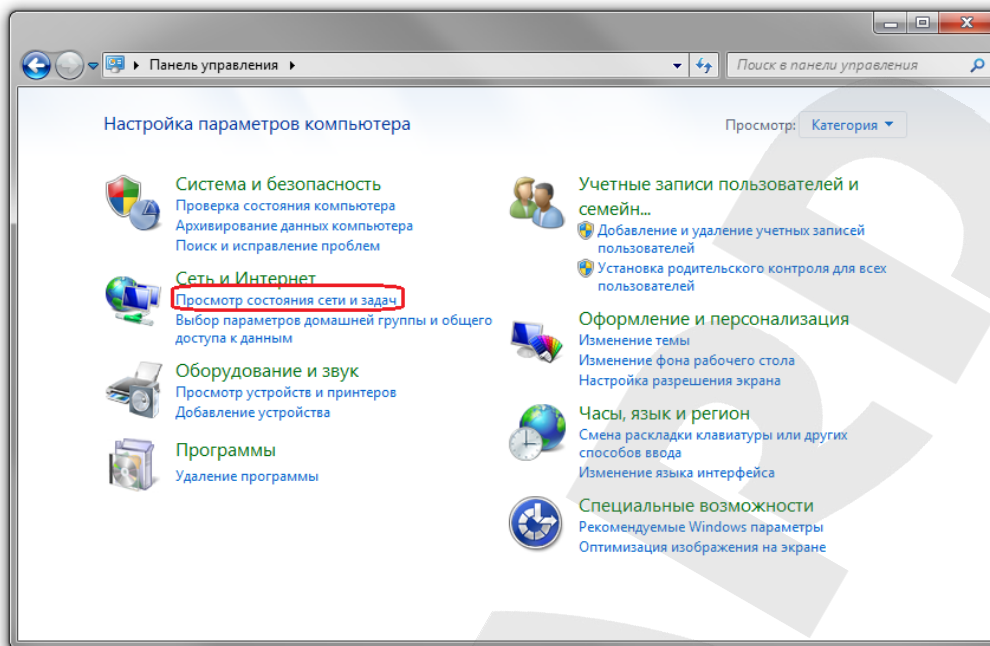 Панель управления
Поиск в панели управления
Настройка параметров компьютера
Просмотр: Категория
Система и безопасность
Проверка состояния компьютера
Архивирование данных компьютера
Поиск и исправление проблем
Сеть и Интернет
Просмотр состояния сети и задач
Выбор параметров домашней группы и общего
доступа к данным
Оборудование и звук
Просмотр устройств и принтеров
Добавление устройства
Программы
Удаление программы
Учетные записи пользователей и
семейн...
Добавление и удаление учетных записей
пользователей
Установка родительского контроля для всех
пользователей
Оформление и персонализация
Изменение темы
Изменение фона рабочего стола
Настройка разрешения экрана
Часы, язык и регион
Смена раскладки клавиатуры или других
способов ввода
Изменение языка интерфейса
Специальные возможности
Рекомендуемые Windows параметры
Оптимизация изображения на экране